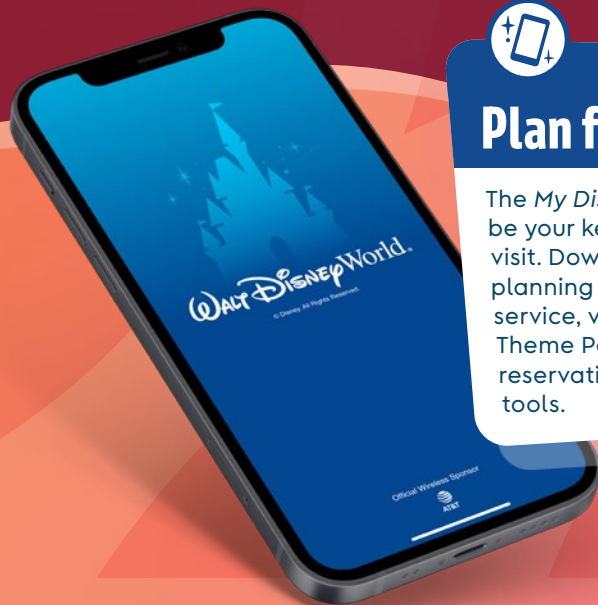 WALT DISNEY World.
© Disney. All Rights Reserved.
Official Wireless Sponsor
AT&T
Plan f
The My Dis
be your ke
visit. Dow
planning
service, v
Theme Pa
reservati
tools.